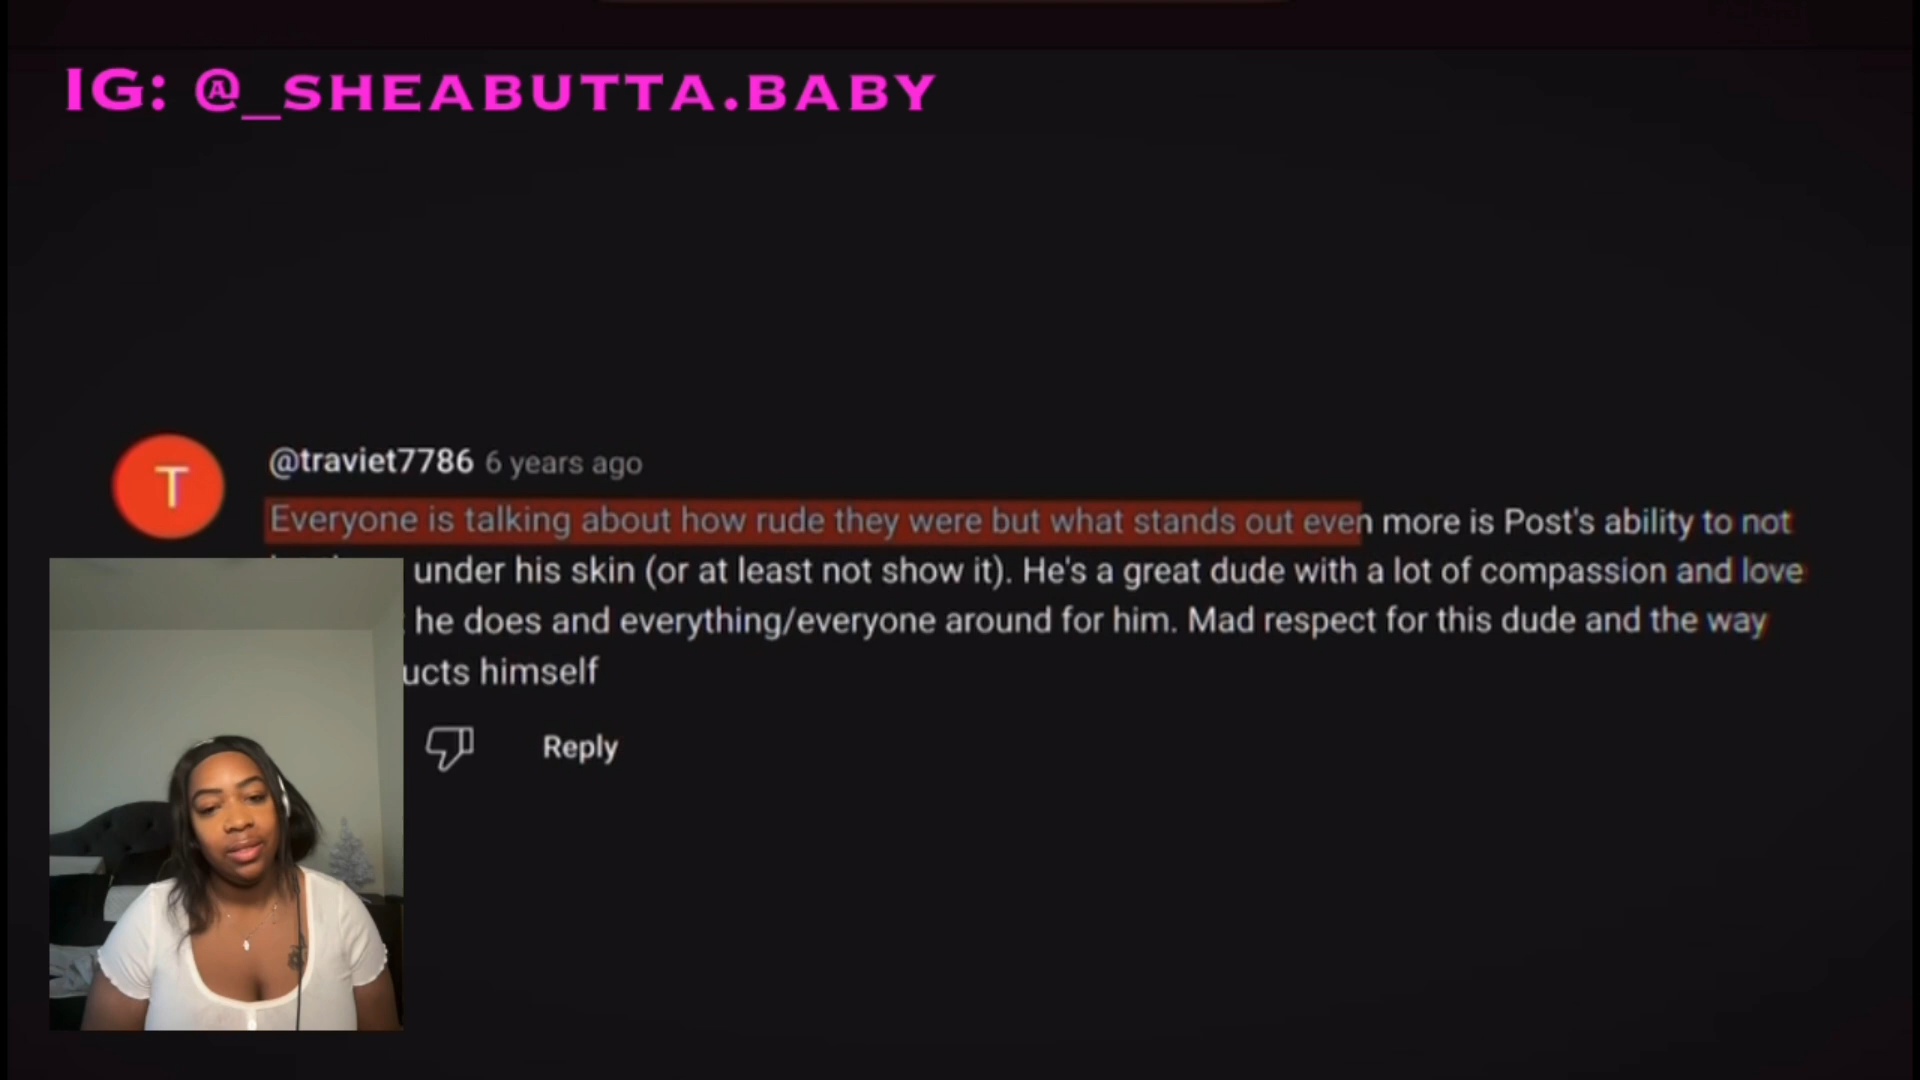 IG: @_SHEABUTTA.BABY
T
@traviet7786 6 years ago
Everyone is talking about how rude they were but what stands out even more is Post's ability to not
under his skin (or at least not show it). He's a great dude with a lot of compassion and love
he does and everything/everyone around for him. Mad respect for this dude and the way
ucts himself
Reply